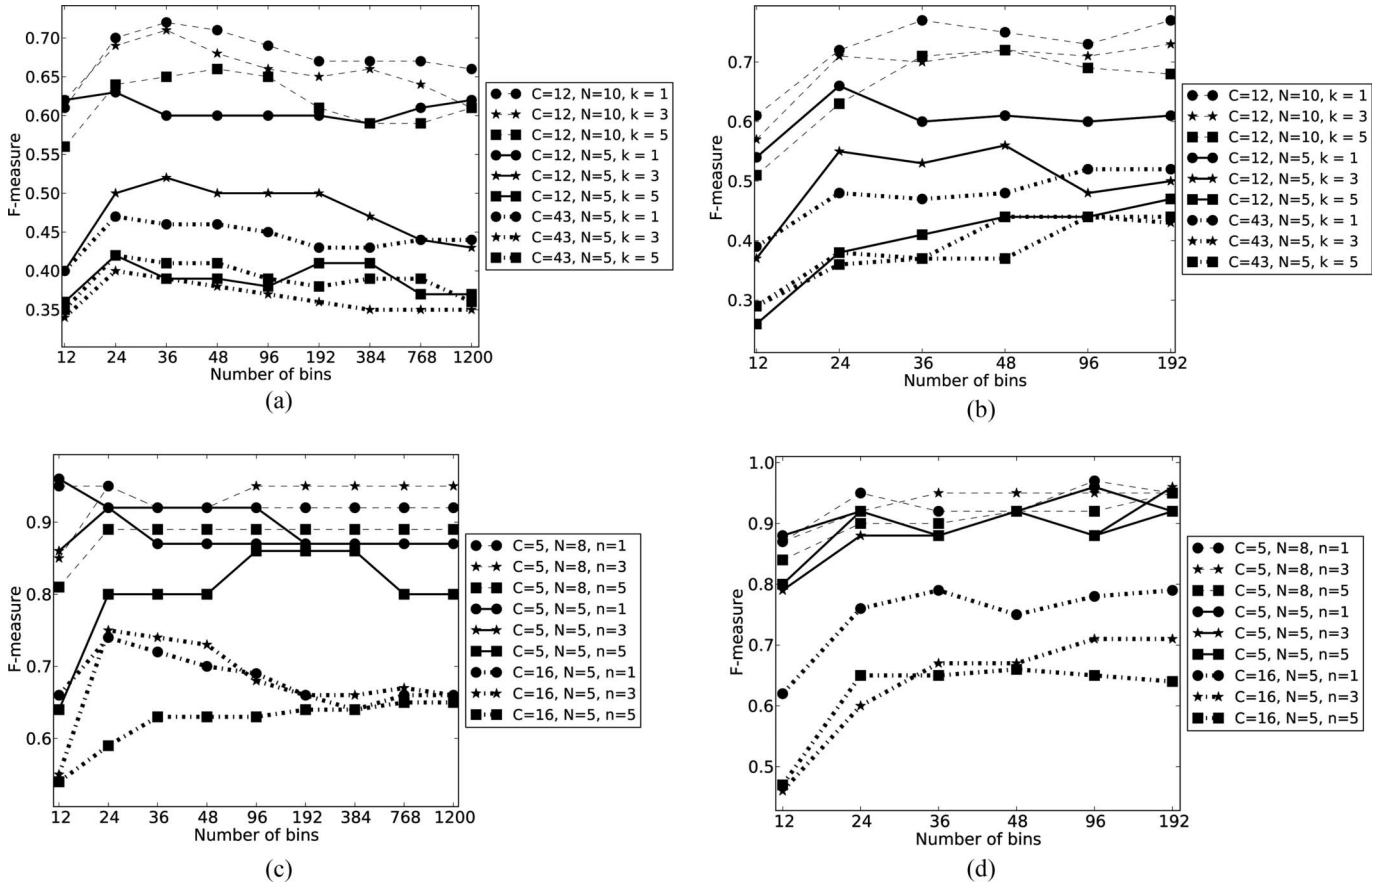 0.70
0.65
0.60
0.55
0.50
0.45
0.40
0.35
F-measure
12 24 36 48 96 192 384 768 1200
Number of bins
C=12, N=10, k = 1
C=12, N=10, k = 3
C=12, N=10, k = 5
C=12, N=5, k = 1
C=12, N=5, k = 3
C=12, N=5, k = 5
C=43, N=5, k = 1
C=43, N=5, k = 3
C=43, N=5, k = 5
(a)
0.7
0.6
0.5
0.4
0.3
F-measure
12 24 36 48 96 192
Number of bins
C=12, N=10, k = 1
C=12, N=10, k = 3
C=12, N=10, k = 5
C=12, N=5, k = 1
C=12, N=5, k = 3
C=12, N=5, k = 5
C=43, N=5, k = 1
C=43, N=5, k = 3
C=43, N=5, k = 5
(b)
0.9
0.8
0.7
0.6
F-measure
12 24 36 48 96 192 384 768 1200
Number of bins
C=5, N=8, n=1
C=5, N=8, n=3
C=5, N=8, n=5
C=5, N=5, n=1
C=5, N=5, n=3
C=5, N=5, n=5
C=16, N=5, n=1
C=16, N=5, n=3
C=16, N=5, n=5
(c)
1.0
0.9
0.8
0.7
0.6
0.5
F-measure
12 24 36 48 96 192
Number of bins
C=5, N=8, n=1
C=5, N=8, n=3
C=5, N=8, n=5
C=5, N=5, n=1
C=5, N=5, n=3
C=5, N=5, n=5
C=16, N=5, n=1
C=16, N=5, n=3
C=16, N=5, n=5
(d)